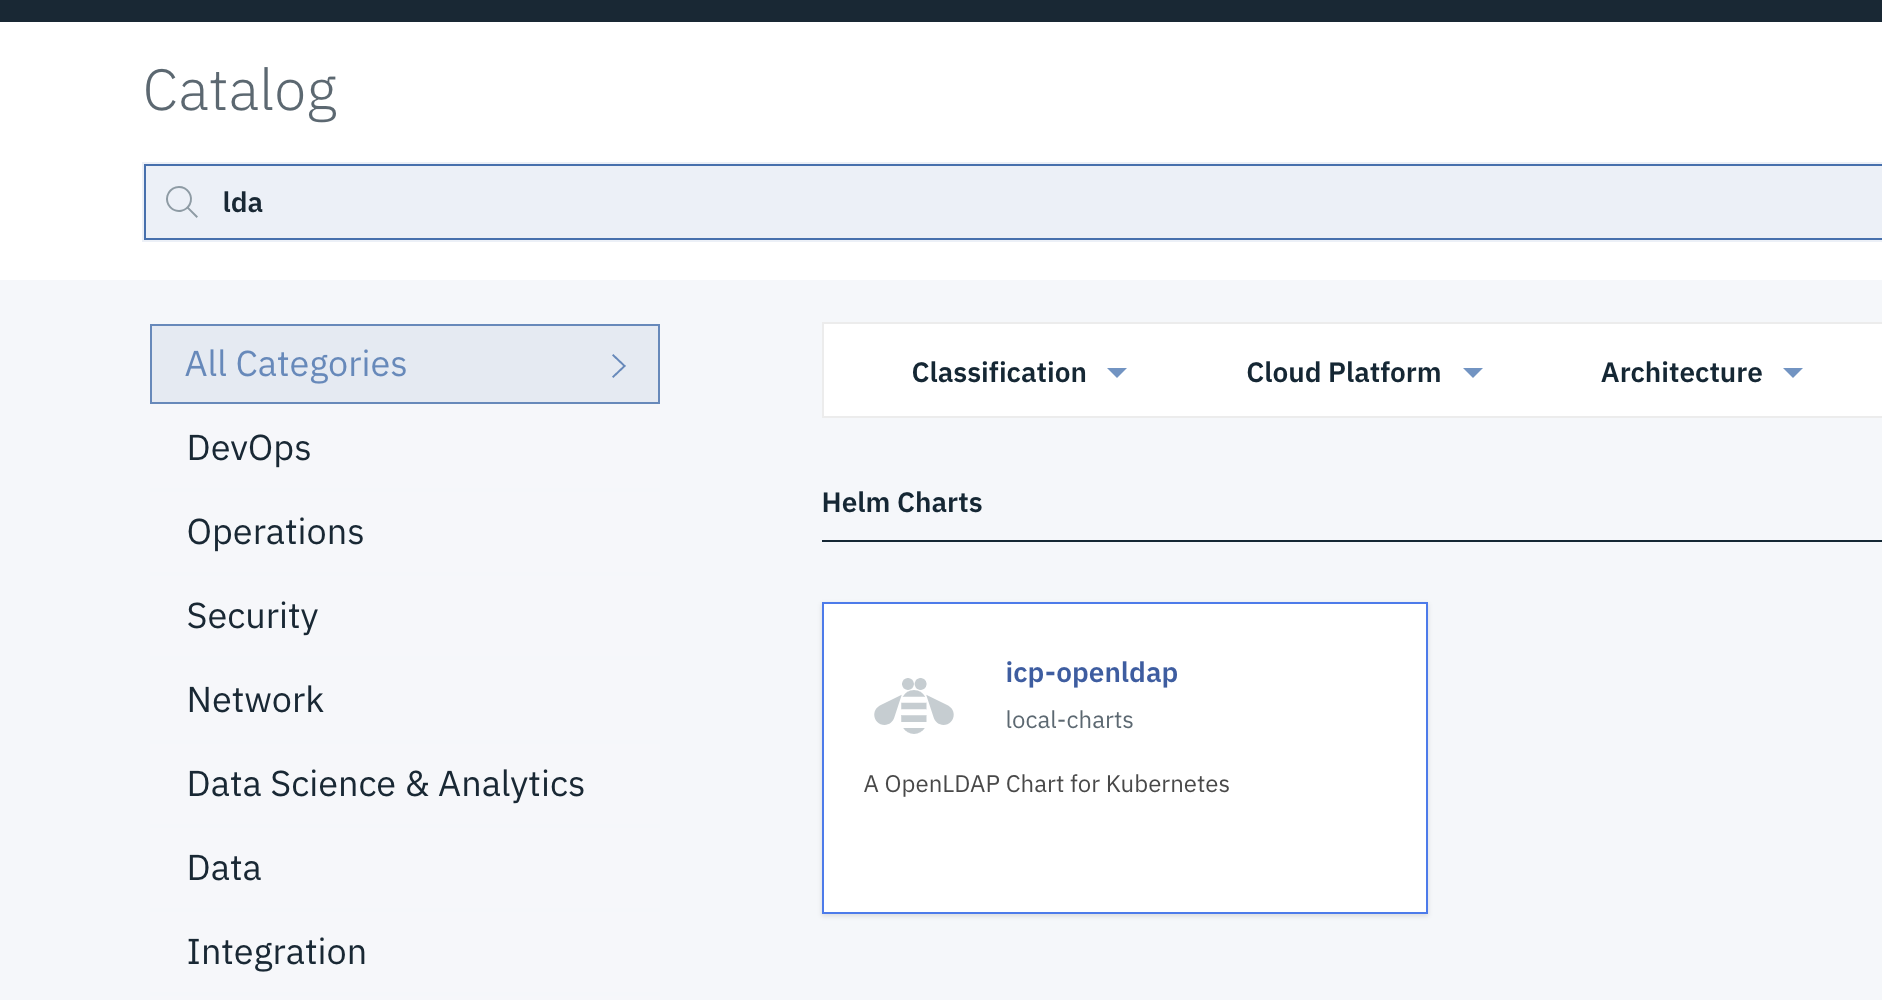 Catalog
lda
All Categories
DevOps
Operations
Security
Network
Data Science & Analytics
Data
Integration
Classification
Cloud Platform
Architecture
Helm Charts
icp-openldap
local-charts
A OpenLDAP Chart for Kubernetes